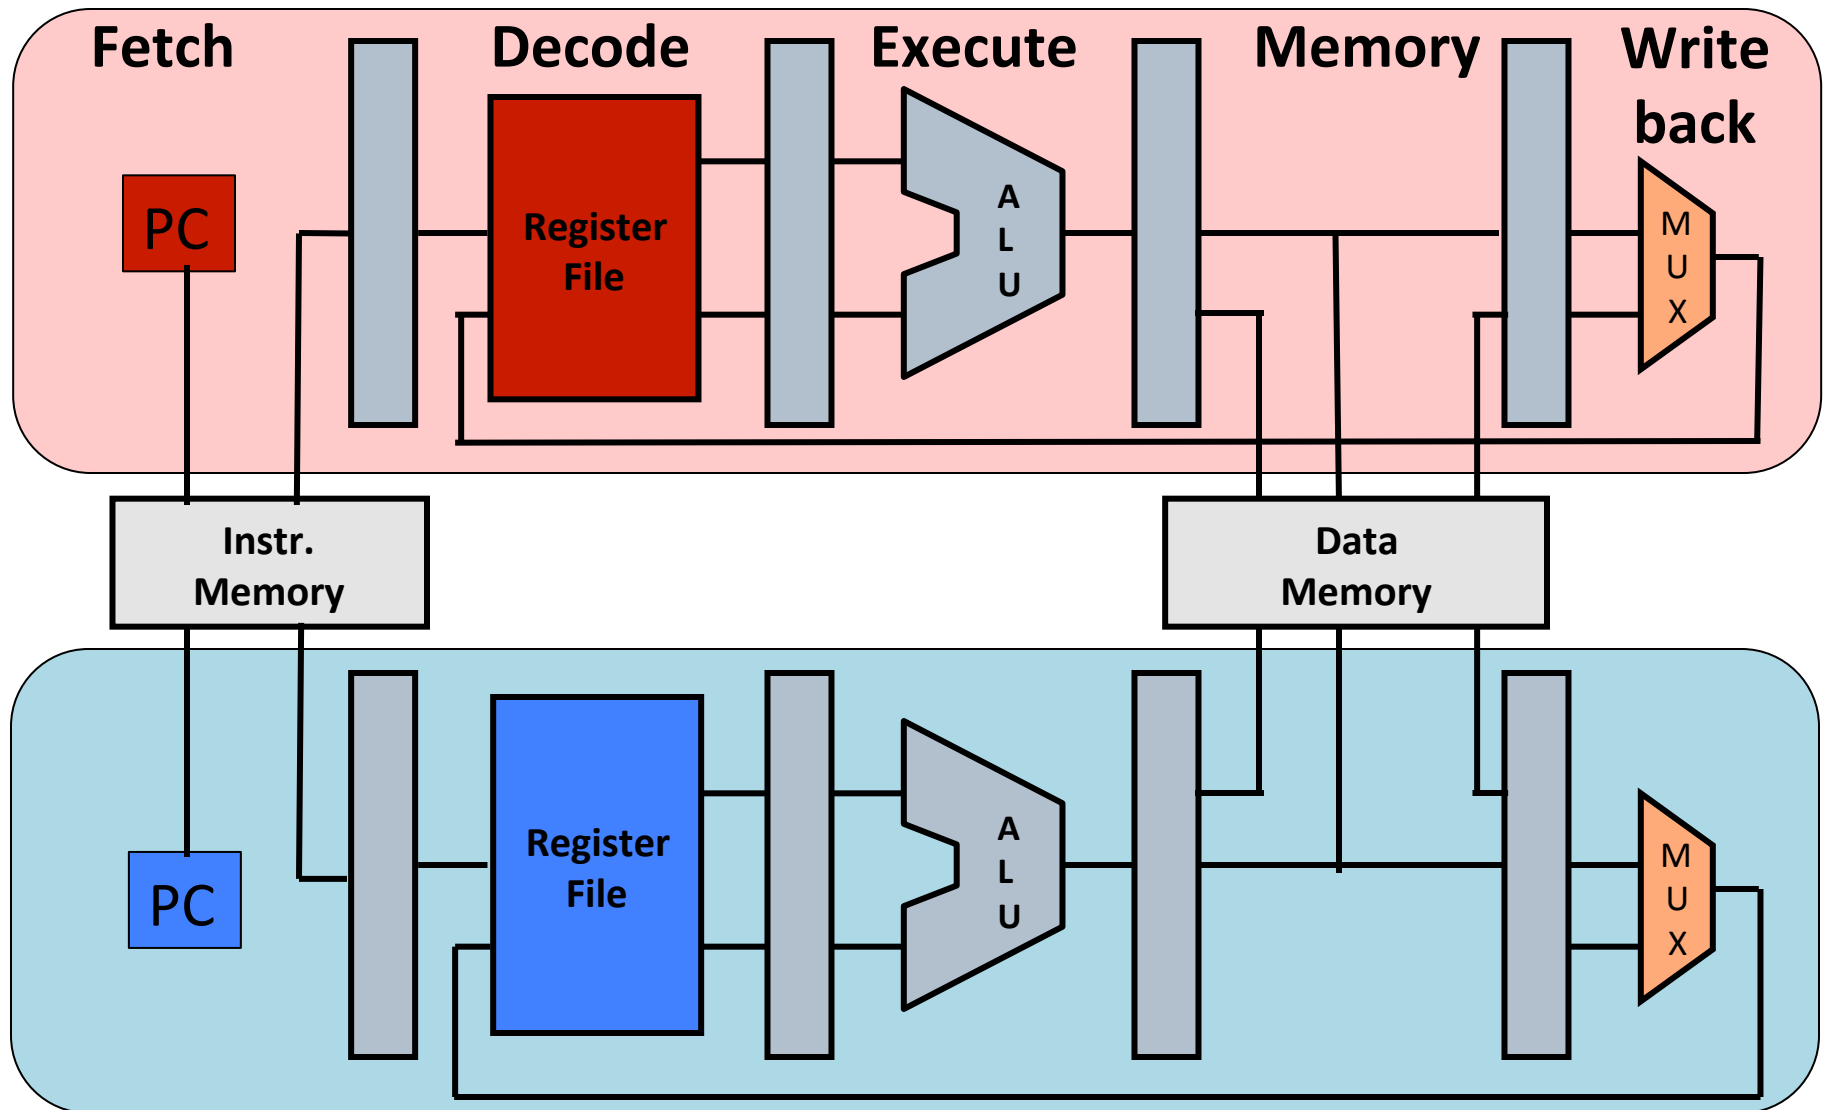 Fetch
Decode
Execute
Memory
Write
back
PC
Register
File
A
L
U
M
U
X
Instr.
Memory
Data
Memory
PC
Register
File
A
L
U
M
U
X